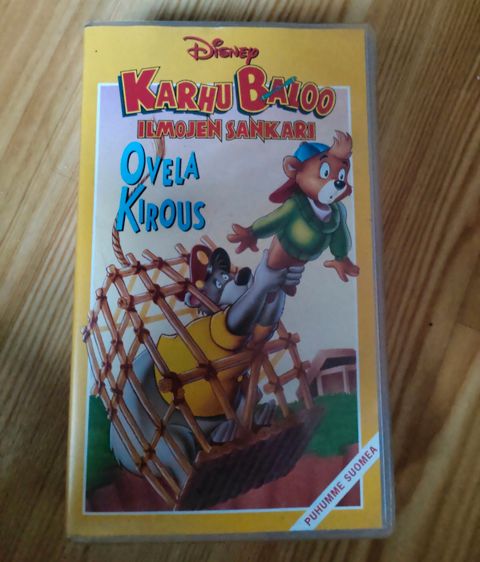 Disney
KARHU BALOO
ILMOJEN SANKARI
OVELA
KIROUS
PUHUMME SUOMEA